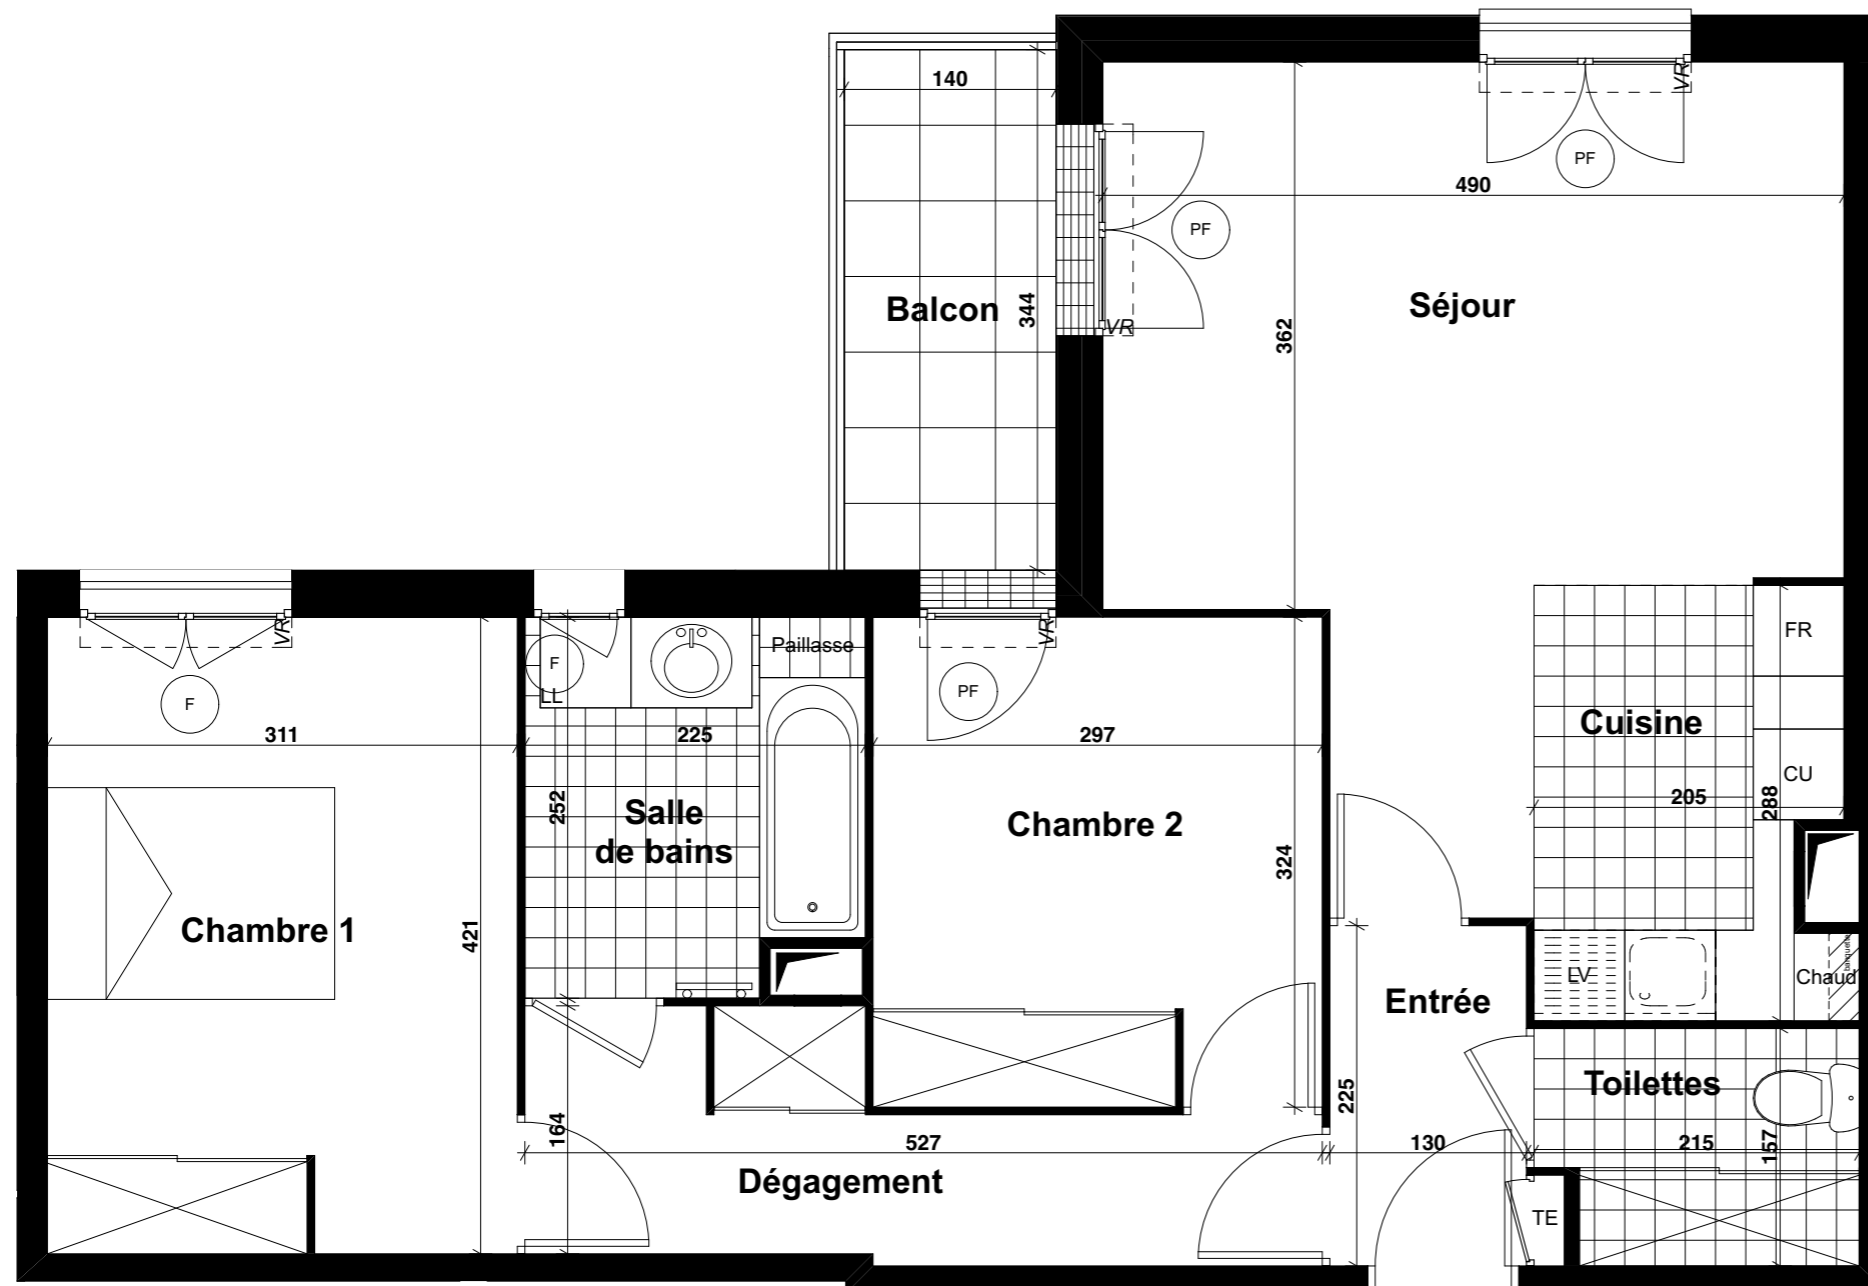 140
VR
PF
490
PF
Balcon
344
Séjour
VR
362
VR
VR
F
LL
Paillasse
PF
F
FR
311
225
297
Cuisine
CU
205
288
252
Salle
de bains
Chambre 2
324
Chambre 1
421
LV
Chaud
Entrée
Toilettes
225
164
527
130
215
157
Dégagement
TE